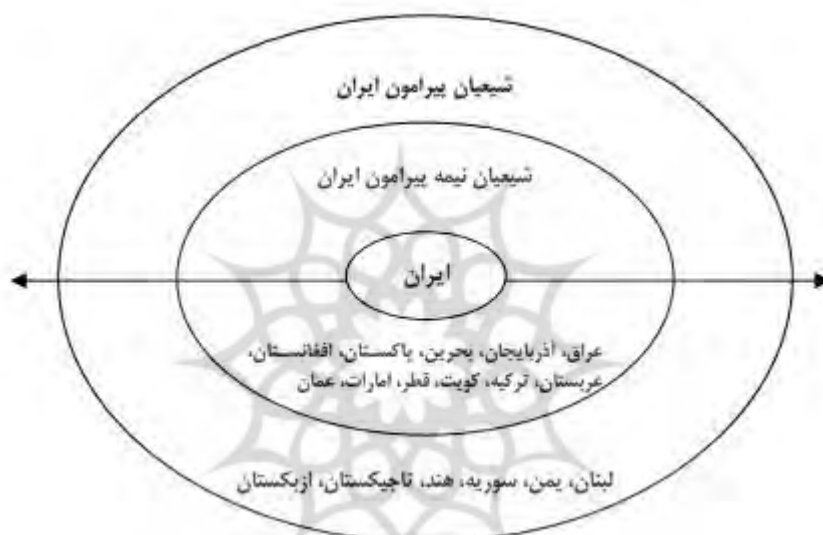 شیعیان پیرامون ایران
شیعیان نیمه پیرامون ایران
ایران
عراق، آذربایجان، بحرین، پاکستان، افغانستان،
عربستان، ترکیه، کویت، قطر، امارات، عمان
لبنان، یمن، سوریه، هند، تاجیکستان، ازبکستان